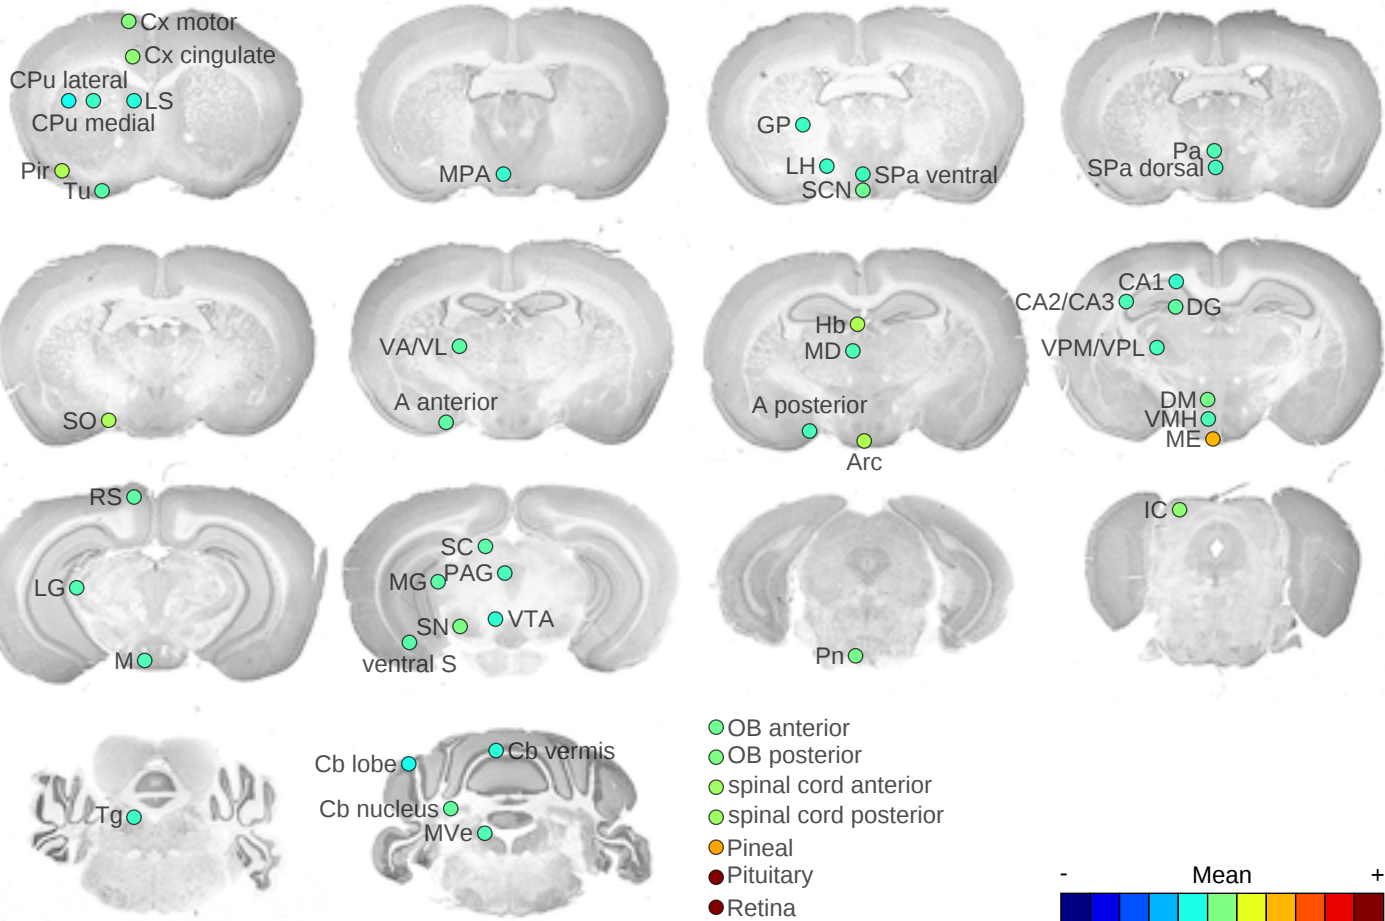 Cx motor
Cx cingulate
CPu lateral
LS
CPu medial
Pir
Tu
MPA
GP
LH
SPa ventral
SCN
Pa
SPa dorsal
SO
VA/VL
A anterior
Hb
MD
A posterior
Arc
CA1
CA2/CA3
DG
VPM/VPL
DM
VMH
ME
RS
LG
M
SC
MG
PAG
SN
VTA
ventral S
Pn
IC
Tg
Cb lobe
Cb vermis
Cb nucleus
MVe
OB anterior
OB posterior
spinal cord anterior
spinal cord posterior
Pineal
Pituitary
Retina
- Mean +